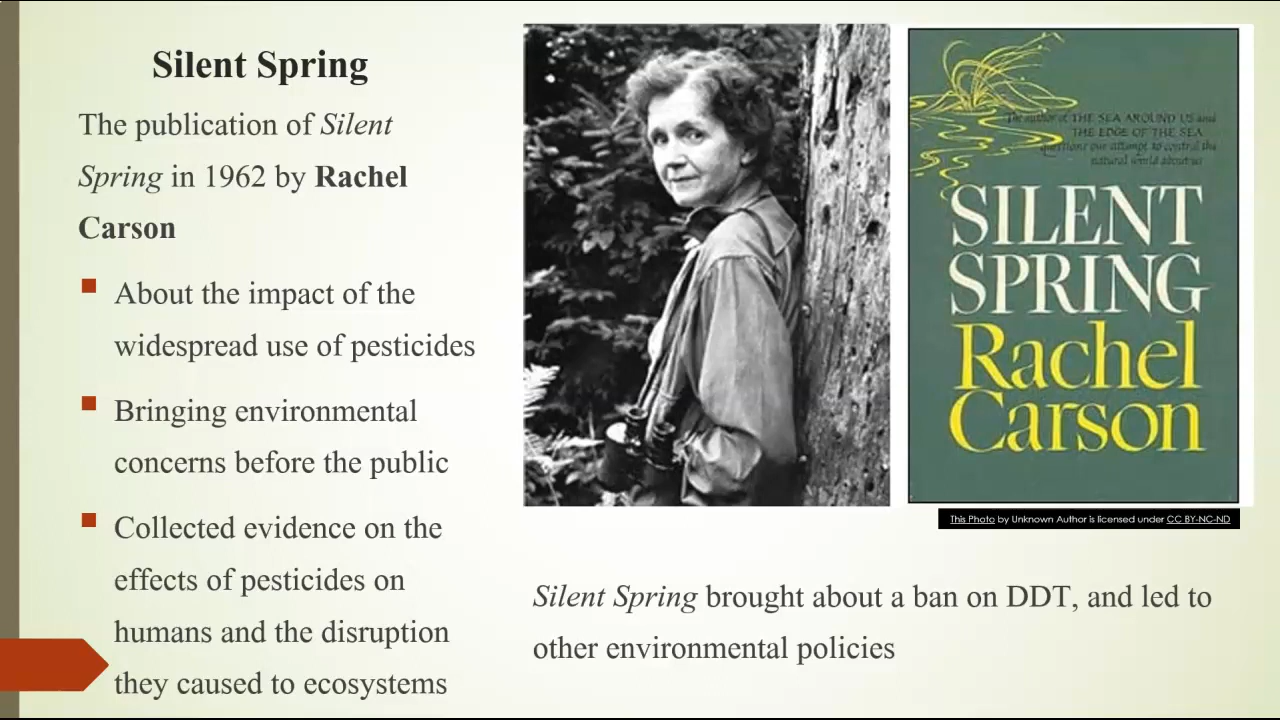 Silent Spring
The publication of Silent
Spring in 1962 by Rachel
Carson
About the impact of the
widespread use of pesticides
Bringing environmental
concerns before the public
Collected evidence on the
effects of pesticides on
humans and the disruption
they caused to ecosystems
The author of THE SEA AROUND US and
THE EDGE OF THE SEA
questions our attempt to control the
natural world about us
SILENT
SPRING
Rachel
Carson
This Photo by Unknown Author is licensed under CC BY-NC-ND
Silent Spring brought about a ban on DDT, and led to
other environmental policies